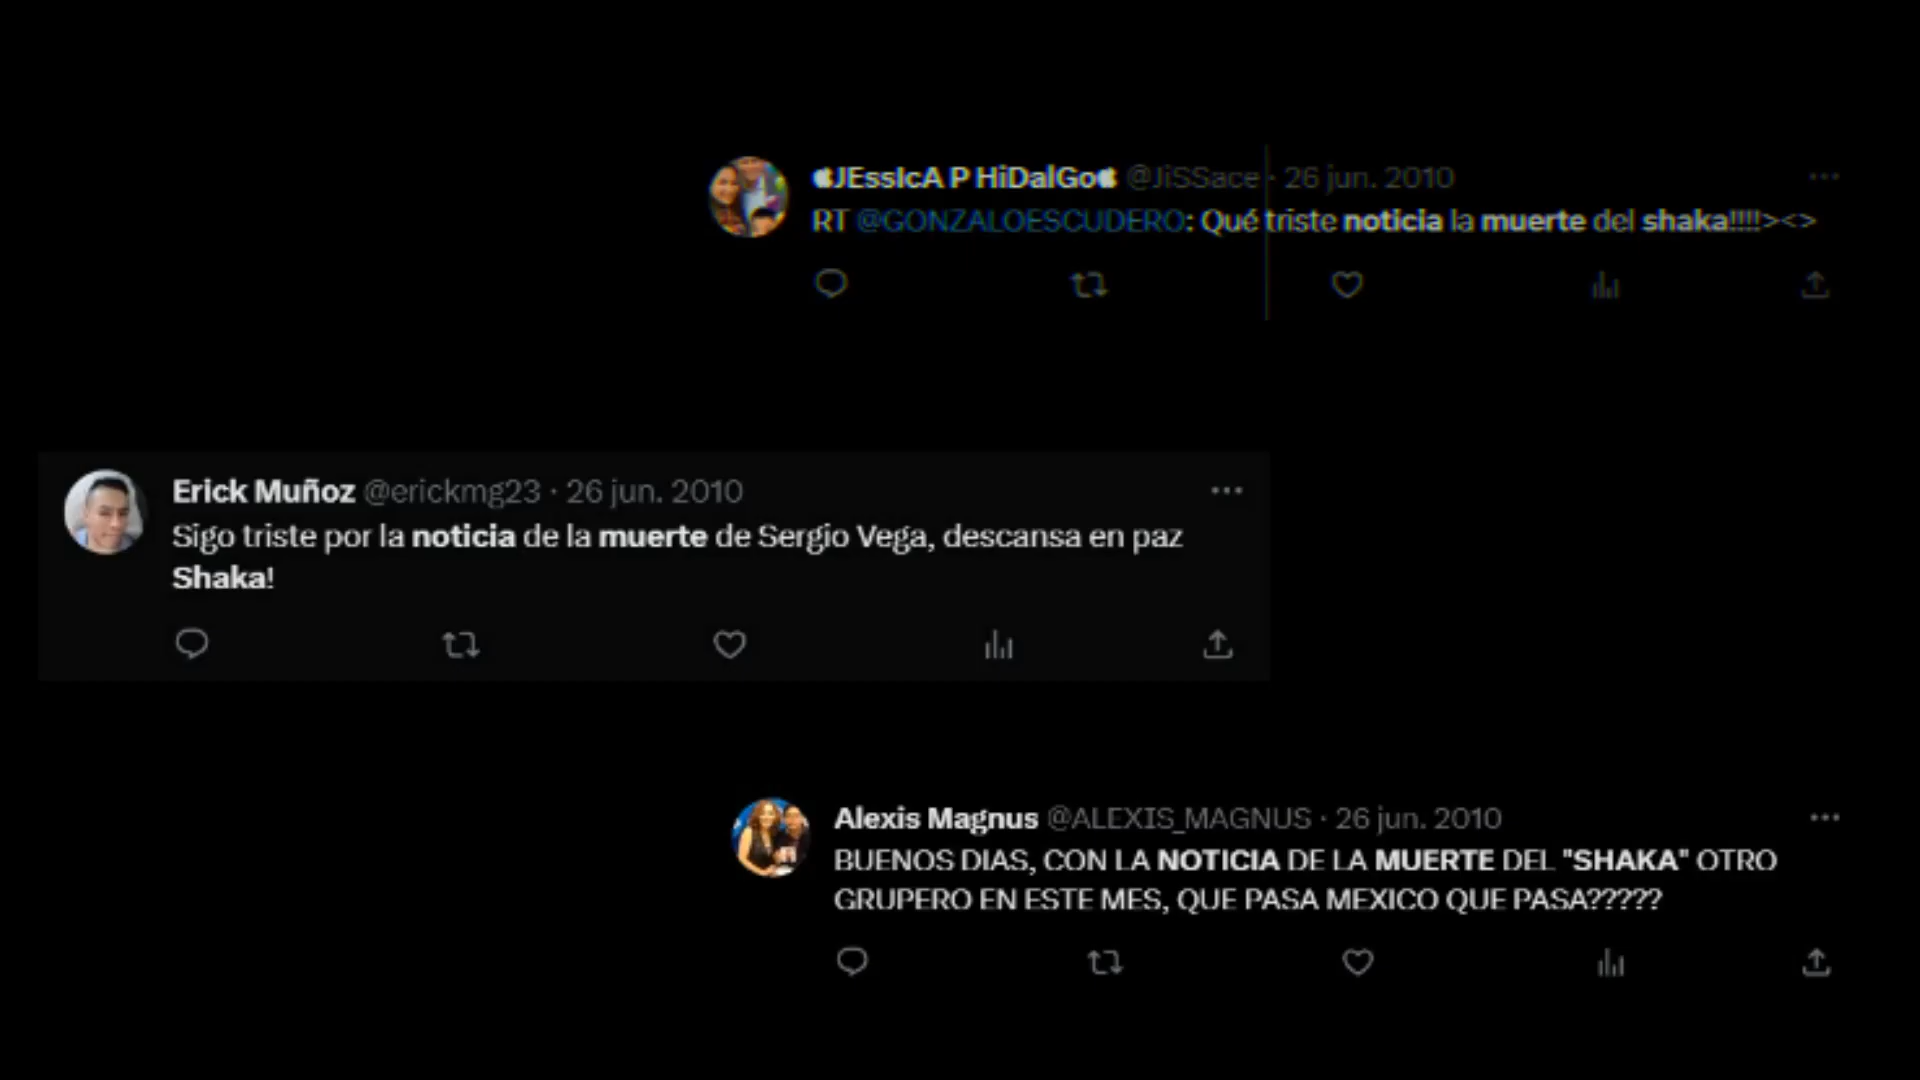 JEssIcA P HiDalGo @JiSSace · 26 jun. 2010
RT @GONZALOESCUDERO: Qué triste noticia la muerte del shaka!!!!><>
Erick Muñoz @erickmg23 · 26 jun. 2010
Sigo triste por la noticia de la muerte de Sergio Vega, descansa en paz
Shaka!
Alexis Magnus @ALEXIS_MAGNUS · 26 jun. 2010
BUENOS DIAS, CON LA NOTICIA DE LA MUERTE DEL "SHAKA" OTRO
GRUPERO EN ESTE MES, QUE PASA MEXICO QUE PASA?????